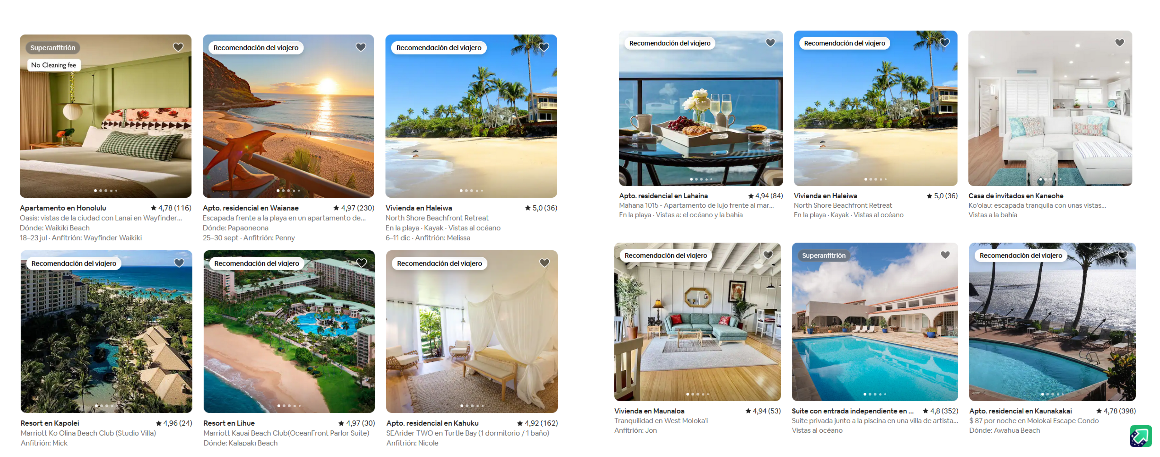 Superanfitrión
No Cleaning fee
Apartamento en Honolulu ★ 4,78 (116)
Oasis: vistas de la ciudad con Lanai en Wayfinder...
Dónde: Waikiki Beach
18–23 jul · Anfitrión: Wayfinder Waikiki
Recomendación del viajero
Apto. residencial en Waianae ★ 4,97 (230)
Escapada frente a la playa en un apartamento de...
Dónde: Papaoneone
25–30 sept · Anfitrión: Penny
Recomendación del viajero
Vivienda en Haleiwa ★ 5,0 (36)
North Shore Beachfront Retreat
En la playa · Kayak · Vistas al océano
6–11 dic · Anfitrión: Melissa
Recomendación del viajero
Apto. residencial en Lahaina ★ 4,94 (84)
Mahana 1015 · Apartamento de lujo frente al mar...
En la playa · Vistas a: el océano y la bahía
Recomendación del viajero
Vivienda en Haleiwa ★ 5,0 (36)
North Shore Beachfront Retreat
En la playa · Kayak · Vistas al océano
Casa de invitados en Kaneohe
Ko'olau: escapada tranquila con unas vistas...
Vistas a la bahía
Recomendación del viajero
Resort en Kapolei ★ 4,96 (24)
Marriott Ko Olina Beach Club (Studio Villa)
Anfitrión: Mick
Recomendación del viajero
Resort en Lihue ★ 4,97 (30)
Marriott Kauai Beach Club(OceanFront Parlor Suite)
Dónde: Kalapaki Beach
Recomendación del viajero
Apto. residencial en Kahuku ★ 4,92 (162)
SEAnder TWO en Turtle Bay (1 dormitorio / 1 baño)
Anfitrión: Nicole
Recomendación del viajero
Vivienda en Maunaloa ★ 4,94 (53)
Tranquilidad en West Moloka'i
Anfitrión: Jon
Superanfitrión
Suite con entrada independiente en ... ★ 4,8 (352)
Suite privada junto a la piscina en una villa de artista...
Vistas al océano
Recomendación del viajero
Apto. residencial en Kaunakakai ★ 4,78 (398)
$ 87 por noche en Molokai Escape Condo
Dónde: Awahua Beach